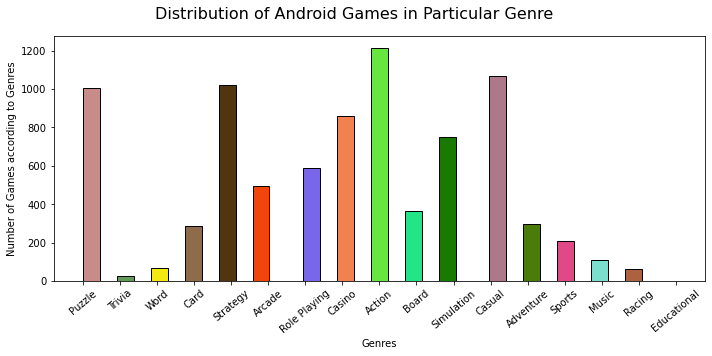 Distribution of Android Games in Particular Genre
Number of Games according to Genres
1200
1000
800
600
400
200
0
Puzzle
Trivia
Word
Card
Strategy
Arcade
Role Playing
Casino
Action
Board
Simulation
Casual
Adventure
Sports
Music
Racing
Educational
Genres